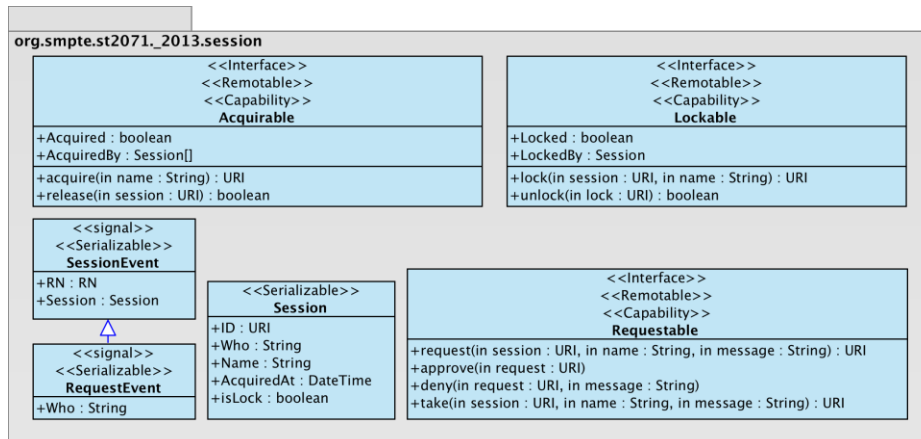 org.smpte.st2071._2013.session
<<Interface>>
<<Remotable>>
<<Capability>>
Acquirable
+Acquired : boolean
+AcquiredBy : Session[]
+acquire(in name : String) : URI
+release(in session : URI) : boolean
<<Interface>>
<<Remotable>>
<<Capability>>
Lockable
+Locked : boolean
+LockedBy : Session
+lock(in session : URI, in name : String) : URI
+unlock(in lock : URI) : boolean
<<signal>>
<<Serializable>>
SessionEvent
+RN : RN
+Session : Session
<<signal>>
<<Serializable>>
RequestEvent
+Who : String
<<Serializable>>
Session
+ID : URI
+Who : String
+Name : String
+AcquiredAt : DateTime
+isLock : boolean
<<Interface>>
<<Remotable>>
<<Capability>>
Requestable
+request(in session : URI, in name : String, in message : String) : URI
+approve(in request : URI)
+deny(in request : URI, in message : String)
+take(in session : URI, in name : String, in message : String) : URI